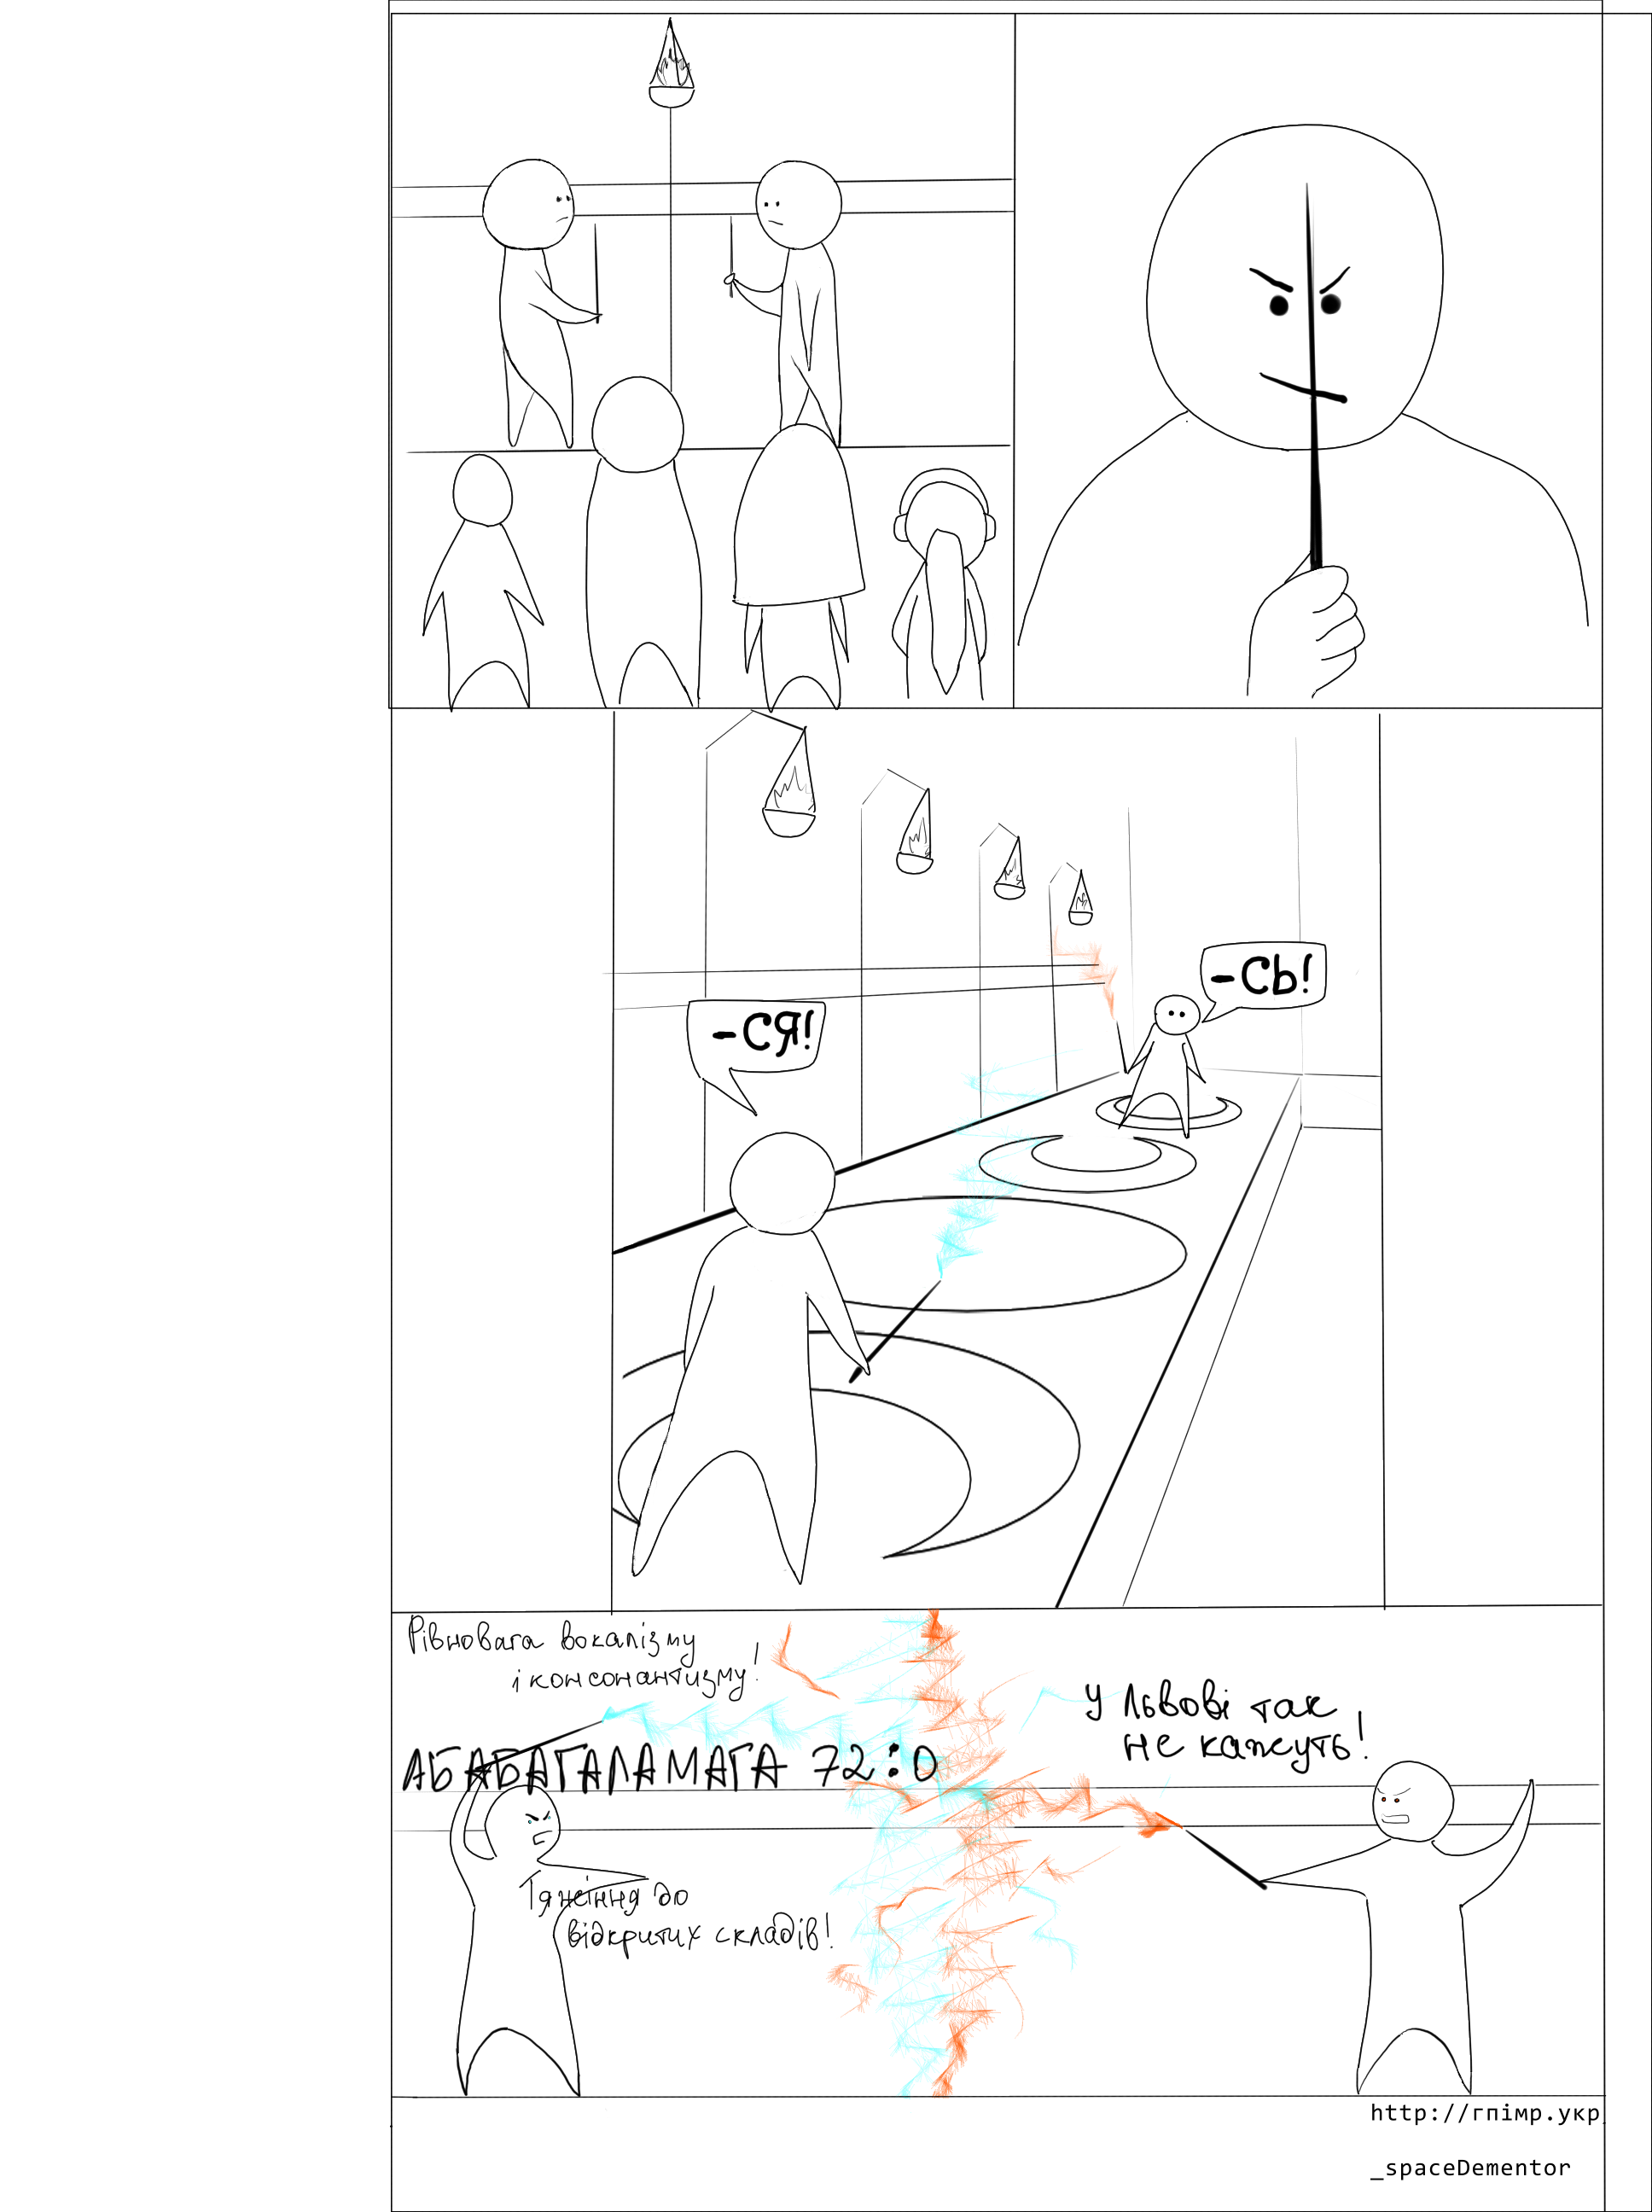 -СЬ!
-СЯ!
Рівновага вокалізму
і консонантизму!
У Львові так
не кажуть!
АБАБАГАЛАМАГА 72:0
Тяжіння до
відкритих складів!
http://гпімр.укр
_spaceDementor